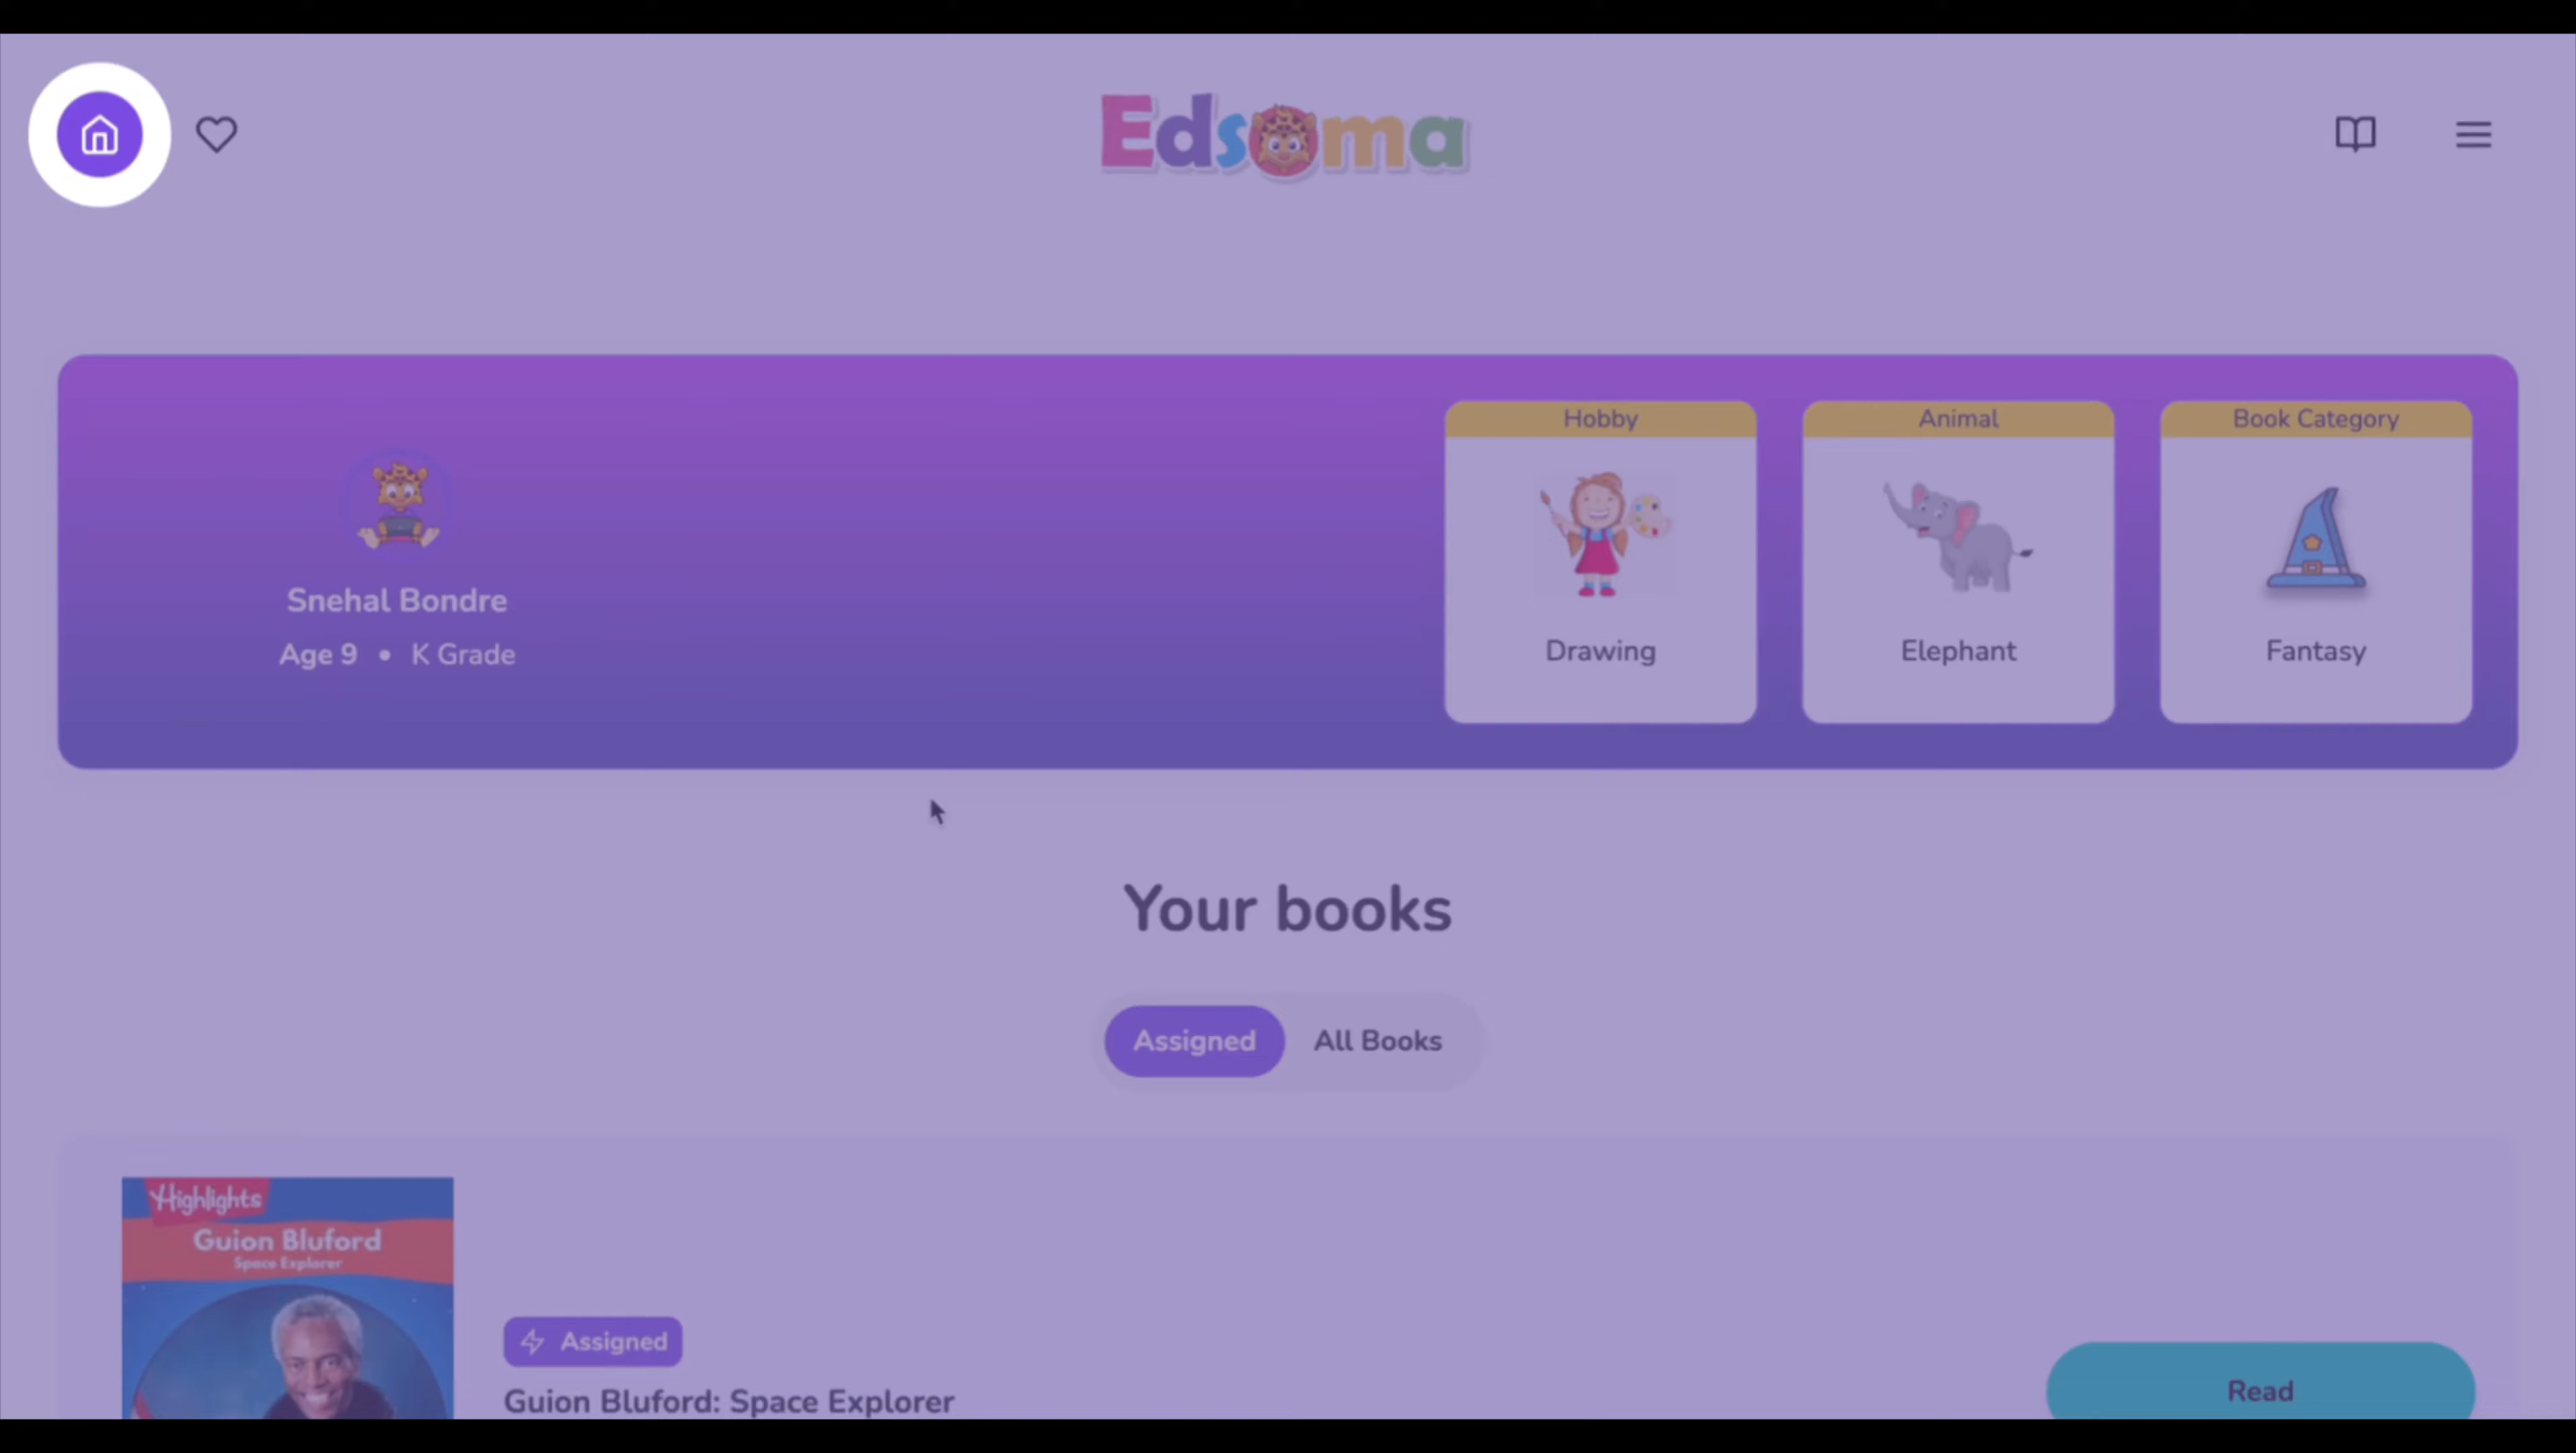 Edsoma
Hobby
Animal
Book Category
Drawing
Elephant
Fantasy
Snehal Bondre
Age 9 • K Grade
Your books
Assigned
All Books
Highlights
Guion Bluford
Space Explorer
Assigned
Guion Bluford: Space Explorer
Read